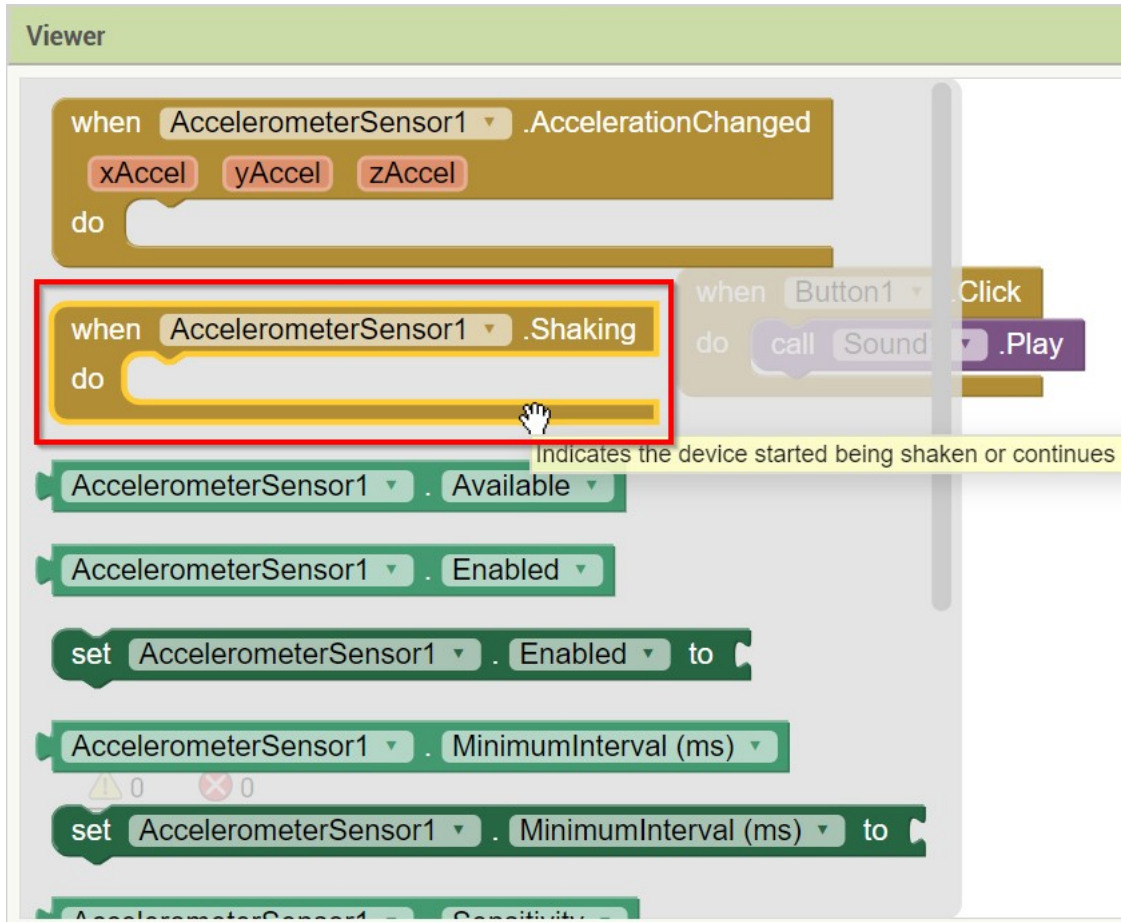 Viewer
when AccelerometerSensor1 .AccelerationChanged
xAccel yAccel zAccel
do
when Button1 .Click
do call Sound .Play
when AccelerometerSensor1 .Shaking
do
Indicates the device started being shaken or continues
AccelerometerSensor1 . Available
AccelerometerSensor1 . Enabled
set AccelerometerSensor1 . Enabled to
AccelerometerSensor1 . MinimumInterval (ms)
0 0
set AccelerometerSensor1 . MinimumInterval (ms) to
AccelerometerSensor1 . Sensitivity